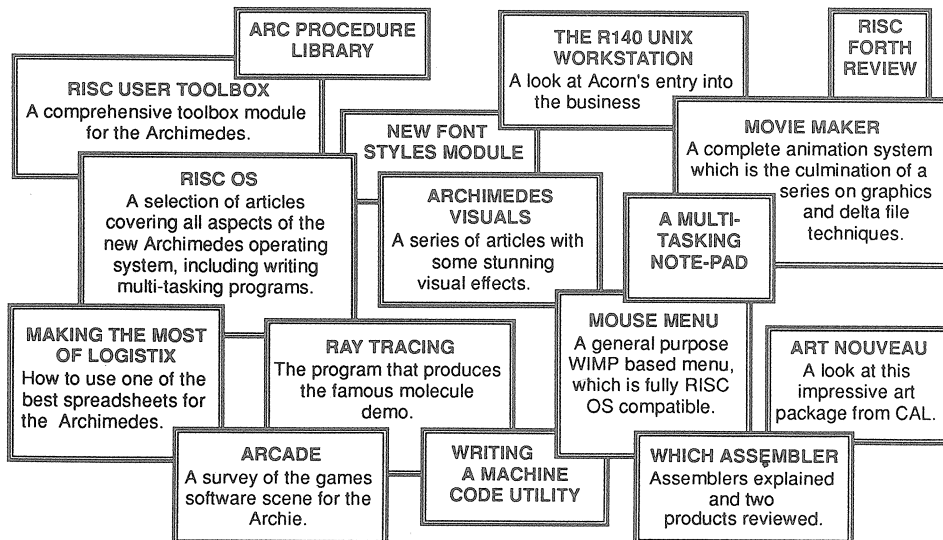 ARC PROCEDURE
LIBRARY
THE R140 UNIX
WORKSTATION
A look at Acorn's entry into
the business
RISC
FORTH
REVIEW
RISC USER TOOLBOX
A comprehensive toolbox module
for the Archimedes.
NEW FONT
STYLES MODULE
MOVIE MAKER
A complete animation system
which is the culmination of a
series on graphics
and delta file
techniques.
RISC OS
A selection of articles
covering all aspects of the
new Archimedes operating
system, including writing
multi-tasking programs.
ARCHIMEDES
VISUALS
A series of articles with
some stunning
visual effects.
A MULTI-
TASKING
NOTE-PAD
MAKING THE MOST
OF LOGISTIX
How to use one of the
best spreadsheets for
the Archimedes.
RAY TRACING
The program that produces
the famous molecule
demo.
MOUSE MENU
A general purpose
WIMP based menu,
which is fully RISC
OS compatible.
ART NOUVEAU
A look at this
impressive art
package from CAL.
ARCADE
A survey of the games
software scene for the
Archie.
WRITING
A MACHINE
CODE UTILITY
WHICH ASSEMBLER
Assemblers explained
and two
products reviewed.